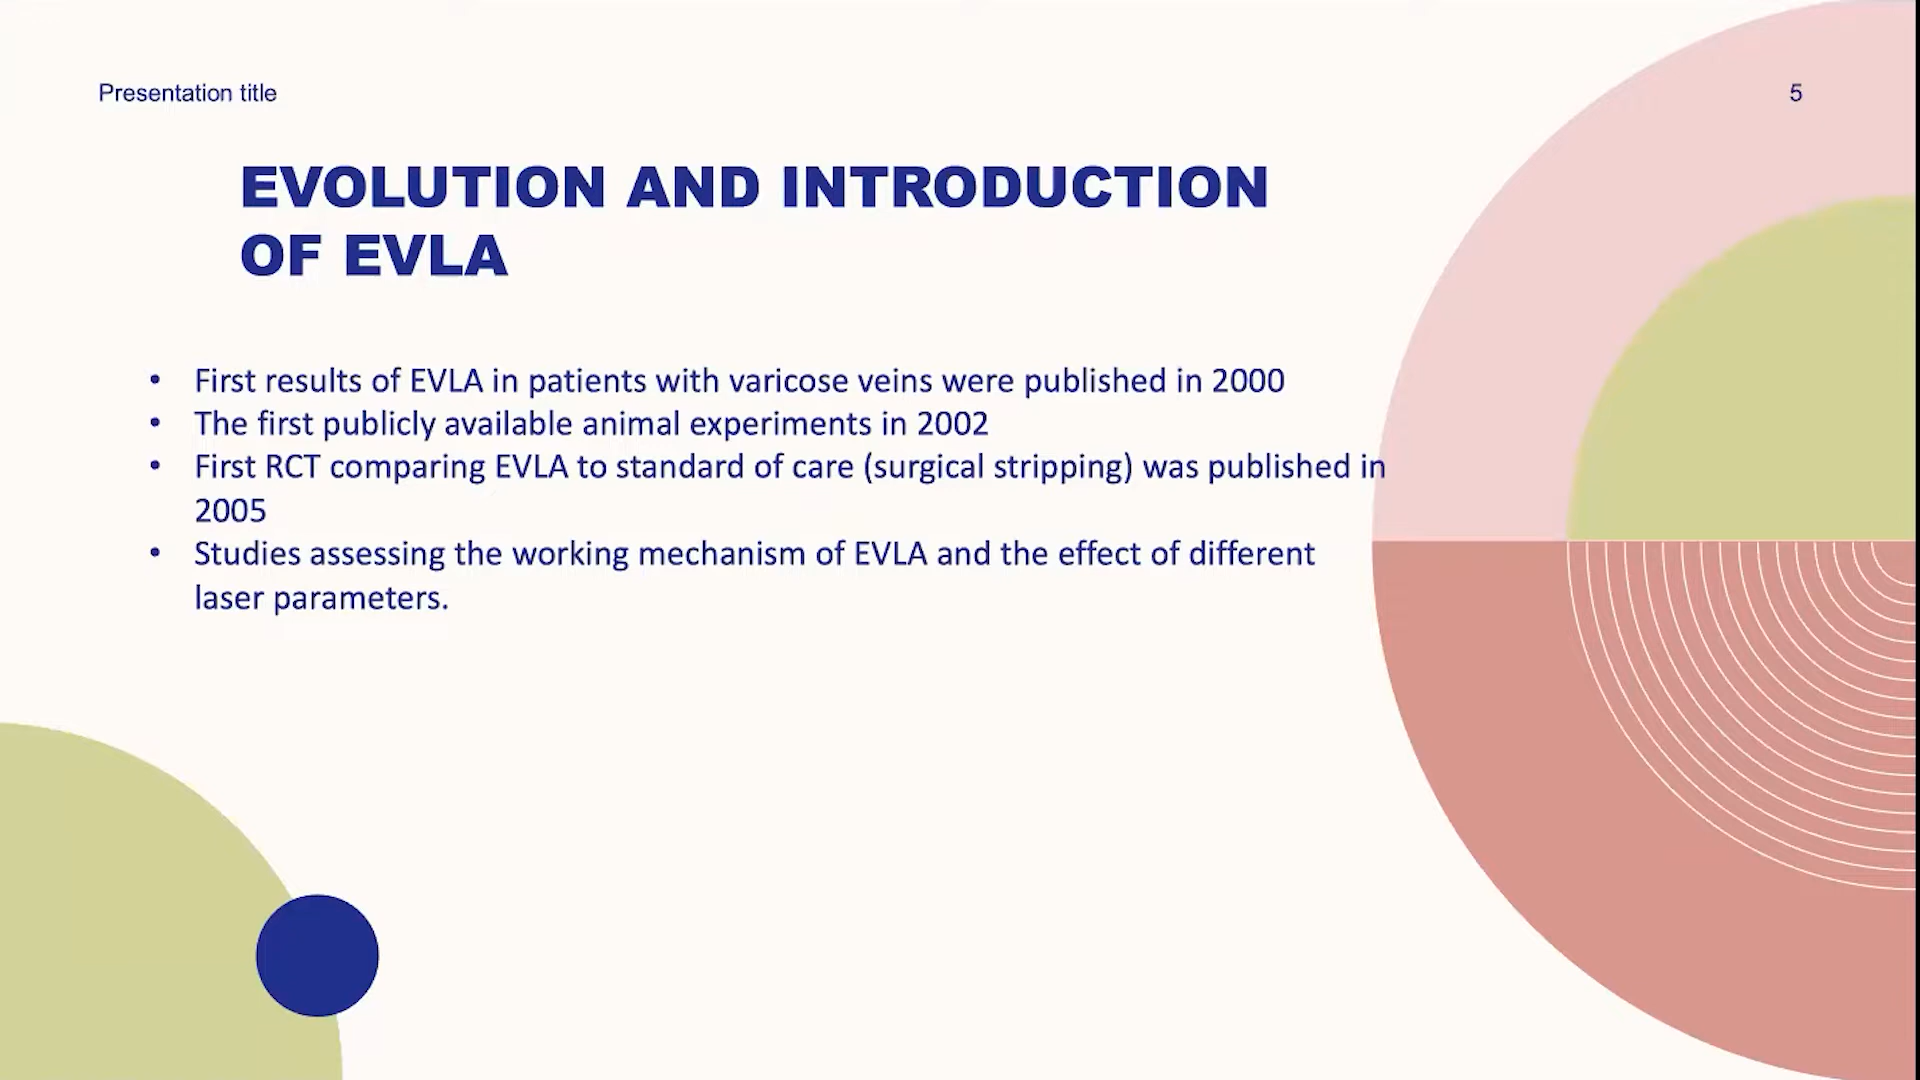 Presentation title
5
EVOLUTION AND INTRODUCTION
OF EVLA
• First results of EVLA in patients with varicose veins were published in 2000
• The first publicly available animal experiments in 2002
• First RCT comparing EVLA to standard of care (surgical stripping) was published in
2005
• Studies assessing the working mechanism of EVLA and the effect of different
laser parameters.